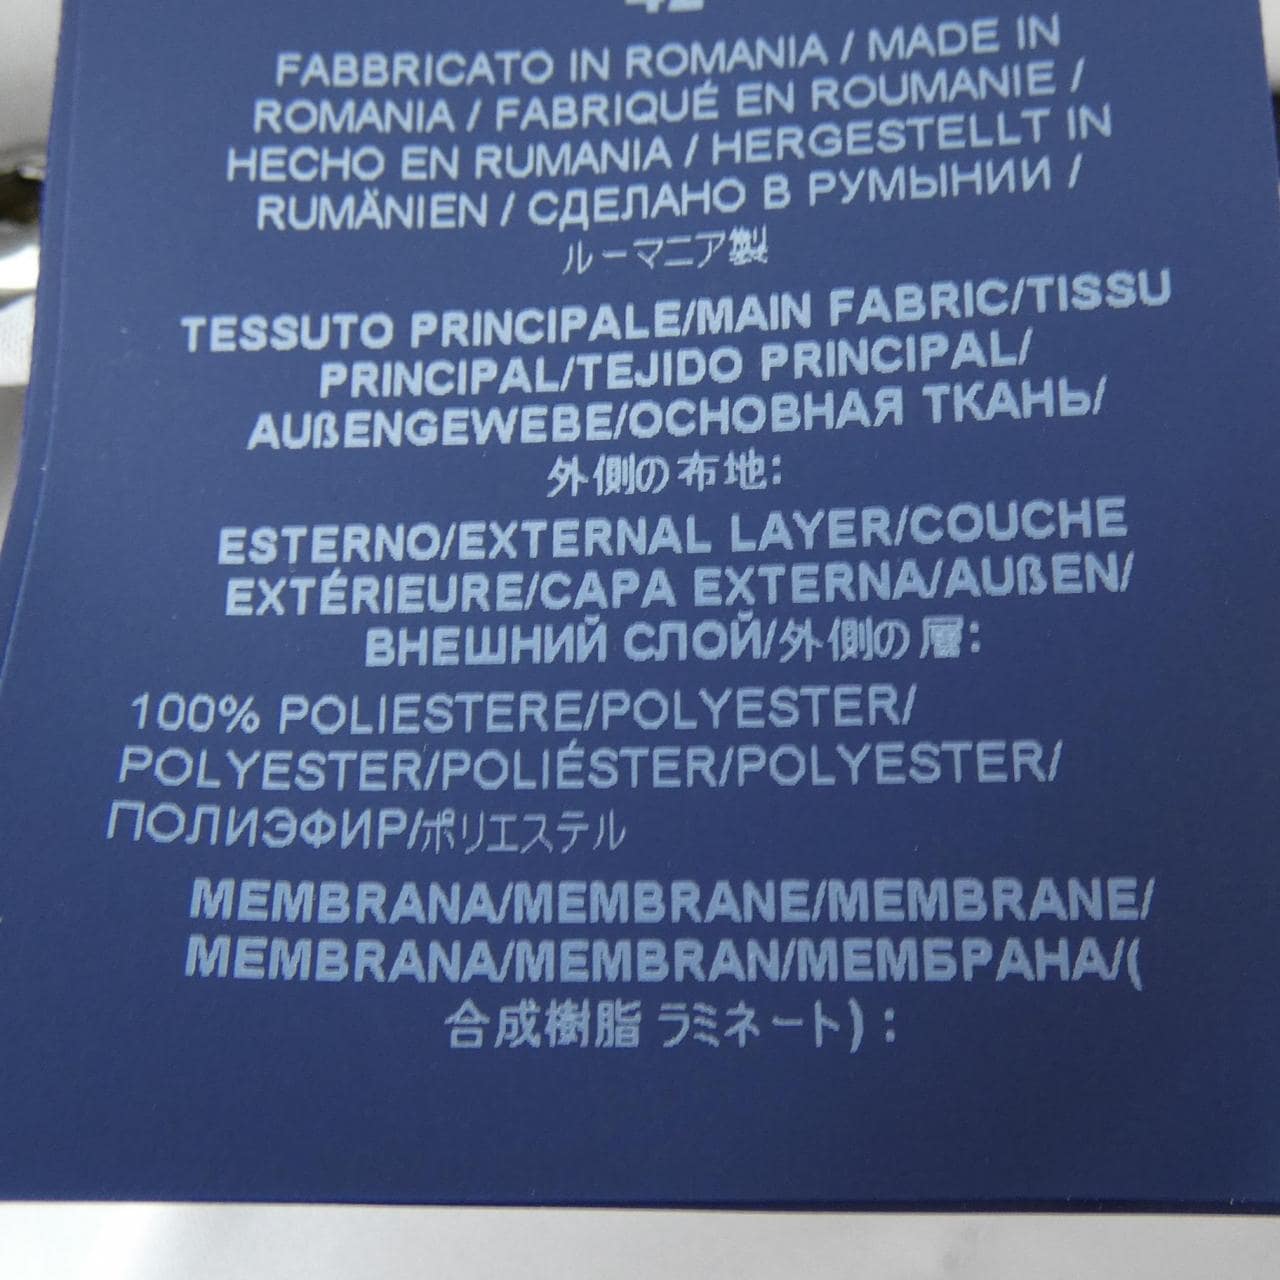 42
FABBRICATO IN ROMANIA / MADE IN
ROMANIA / FABRIQUÉ EN ROUMANIE /
HECHO EN RUMANIA / HERGESTELLT IN
RUMÄNIEN / СДЕЛАНО В РУМЫНИИ /
ルーマニア製
TESSUTO PRINCIPALE/MAIN FABRIC/TISSU
PRINCIPAL/TEJIDO PRINCIPAL/
AUßENGEWEBE/ОСНОВНАЯ ТКАНЬ/
外側の布地:
ESTERNO/EXTERNAL LAYER/COUCHE
EXTÉRIEURE/CAPA EXTERNA/AUßEN/
ВНЕШНИЙ СЛОЙ/外側の層:
100% POLIESTERE/POLYESTER/
POLYESTER/POLIÉSTER/POLYESTER/
ПОЛИЭФИР/ポリエステル
MEMBRANA/MEMBRANE/MEMBRANE/
MEMBRANA/MEMBRAN/МЕМБРАНА/(
合成樹脂ラミネート) :